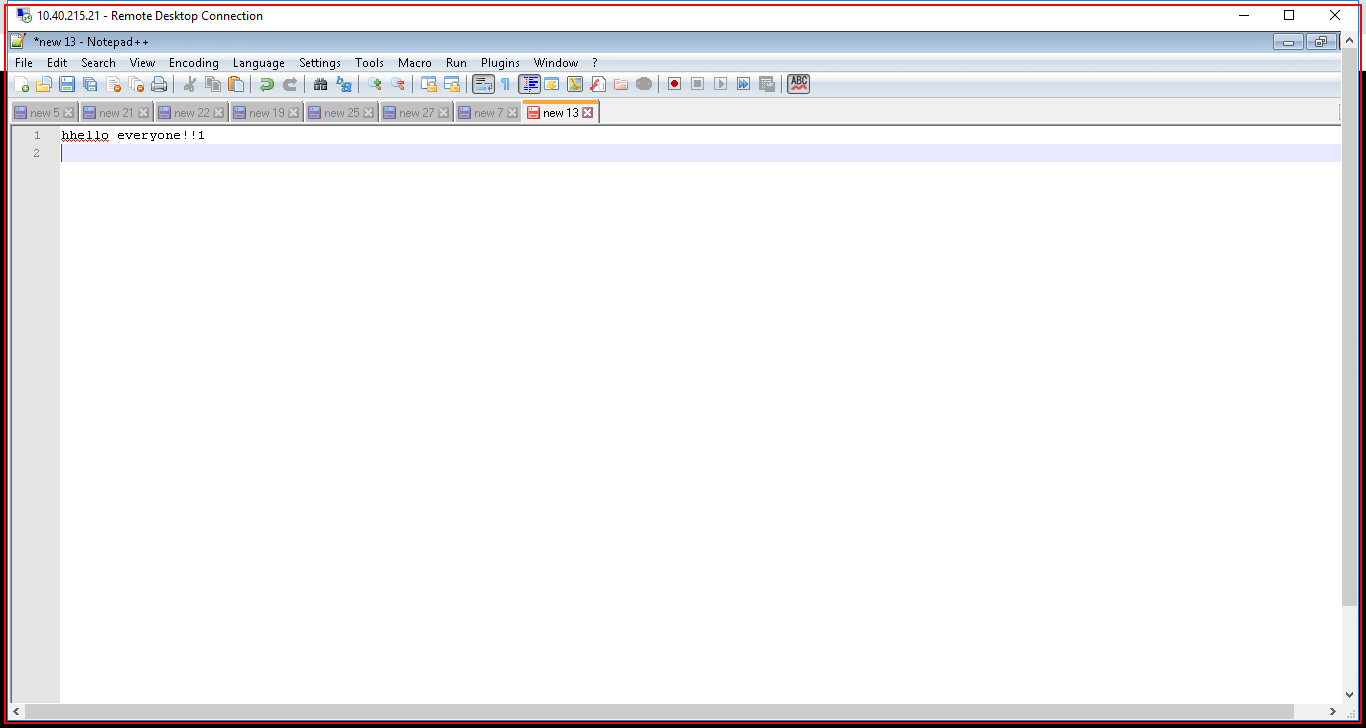 10.40.215.21 - Remote Desktop Connection
*new 13 - Notepad++
File Edit Search View Encoding Language Settings Tools Macro Run Plugins Window ?
ABC
new 5 new 21 new 22 new 19 new 25 new 27 new 7 new 13
1 hhello everyone!!1
2